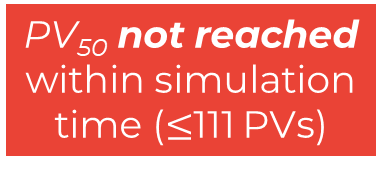 PV50 not reached
within simulation
time (≤111 PVs)